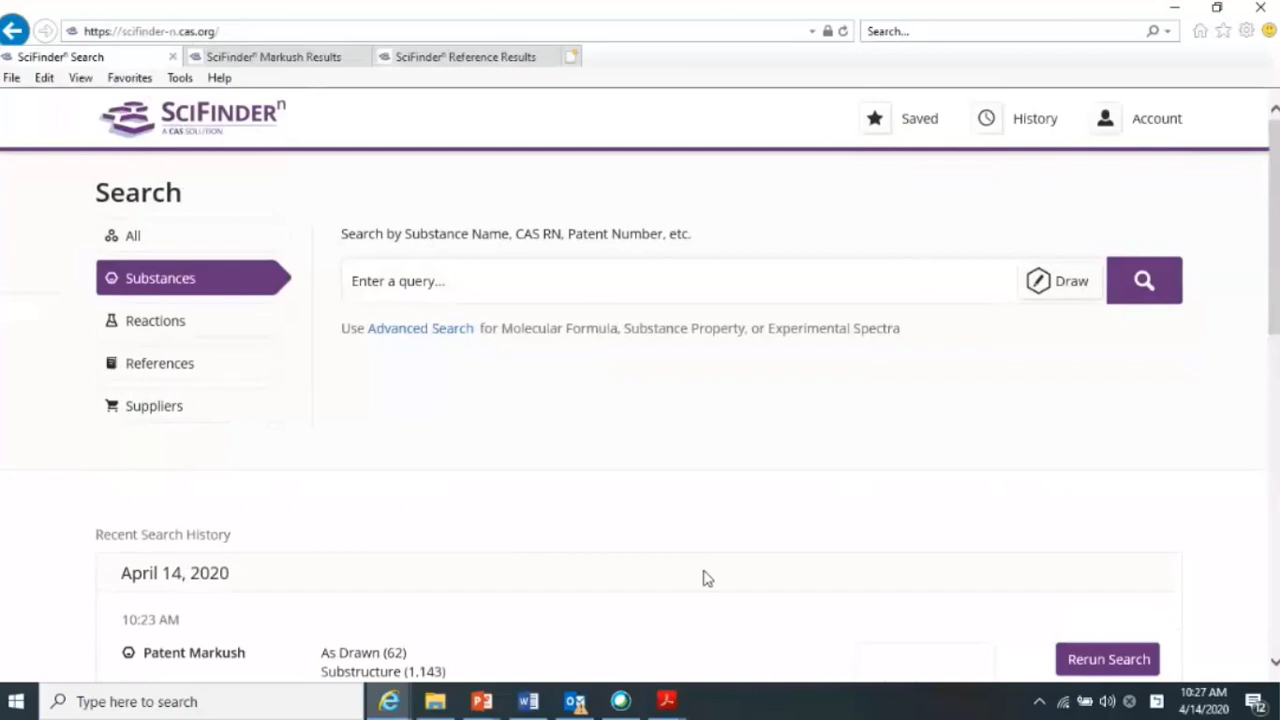 https://scifinder-n.cas.org/
Search...
SciFinderⁿ Search
SciFinderⁿ Markush Results
SciFinderⁿ Reference Results
File Edit View Favorites Tools Help
SCIFINDERⁿ
A CAS SOLUTION
Saved
History
Account
Search
All
Substances
Reactions
References
Suppliers
Search by Substance Name, CAS RN, Patent Number, etc.
Enter a query...
Draw
Use Advanced Search for Molecular Formula, Substance Property, or Experimental Spectra
Recent Search History
April 14, 2020
10:23 AM
Patent Markush
As Drawn (62)
Substructure (1,143)
Rerun Search
Type here to search
10:27 AM
4/14/2020
12